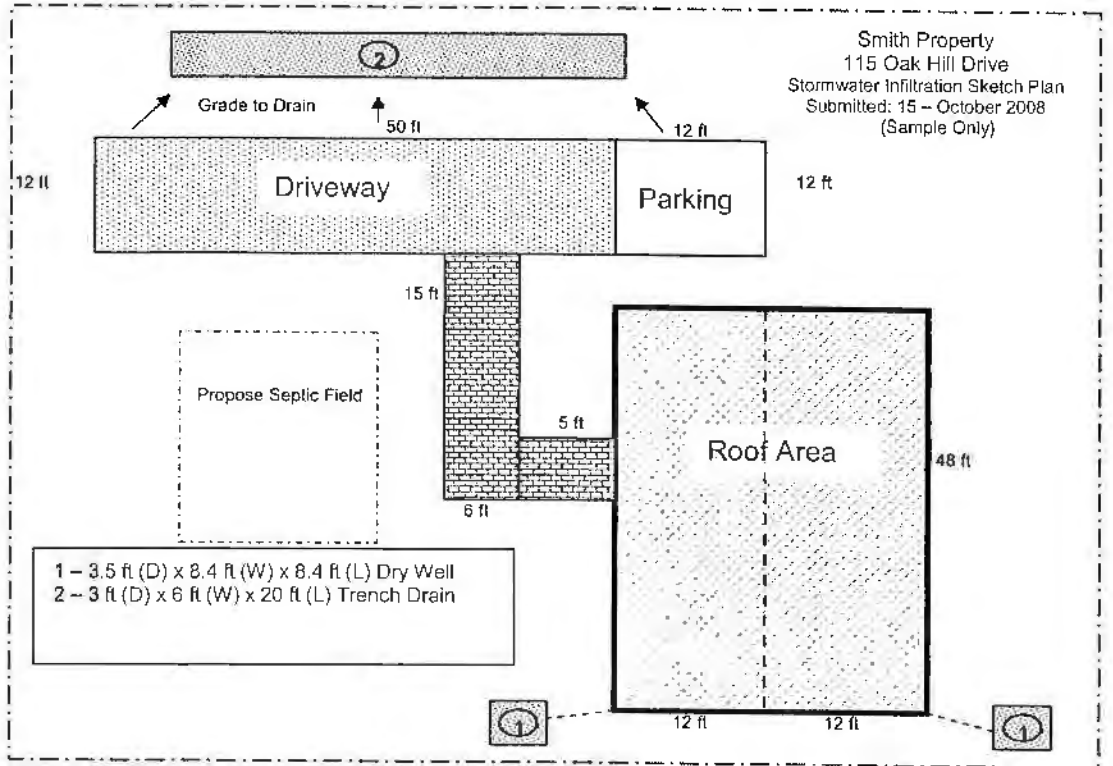 Smith Property
115 Oak Hill Drive
Stormwater Infiltration Sketch Plan
Submitted: 15 – October 2008
(Sample Only)
2
Grade to Drain
50 ft
12 ft
12 ft
Driveway
Parking
12 ft
15 ft
Propose Septic Field
5 ft
Roof Area
48 ft
6 ft
1 – 3.5 ft (D) x 8.4 ft (W) x 8.4 ft (L) Dry Well
2 – 3 ft (D) x 6 ft (W) x 20 ft (L) Trench Drain
1
12 ft
12 ft
1